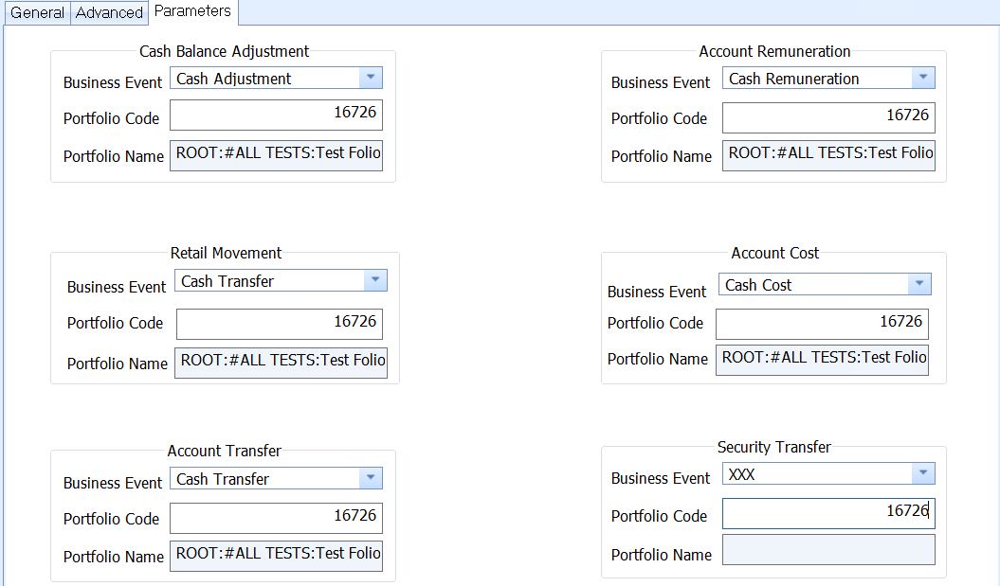 General Advanced Parameters
Cash Balance Adjustment
Business Event Cash Adjustment
Portfolio Code 16726
Portfolio Name ROOT:#ALL TESTS:Test Folio
Account Remuneration
Business Event Cash Remuneration
Portfolio Code 16726
Portfolio Name ROOT:#ALL TESTS:Test Folio
Retail Movement
Business Event Cash Transfer
Portfolio Code 16726
Portfolio Name ROOT:#ALL TESTS:Test Folio
Account Cost
Business Event Cash Cost
Portfolio Code 16726
Portfolio Name ROOT:#ALL TESTS:Test Folio
Account Transfer
Business Event Cash Transfer
Portfolio Code 16726
Portfolio Name ROOT:#ALL TESTS:Test Folio
Security Transfer
Business Event XXX
Portfolio Code 16726
Portfolio Name